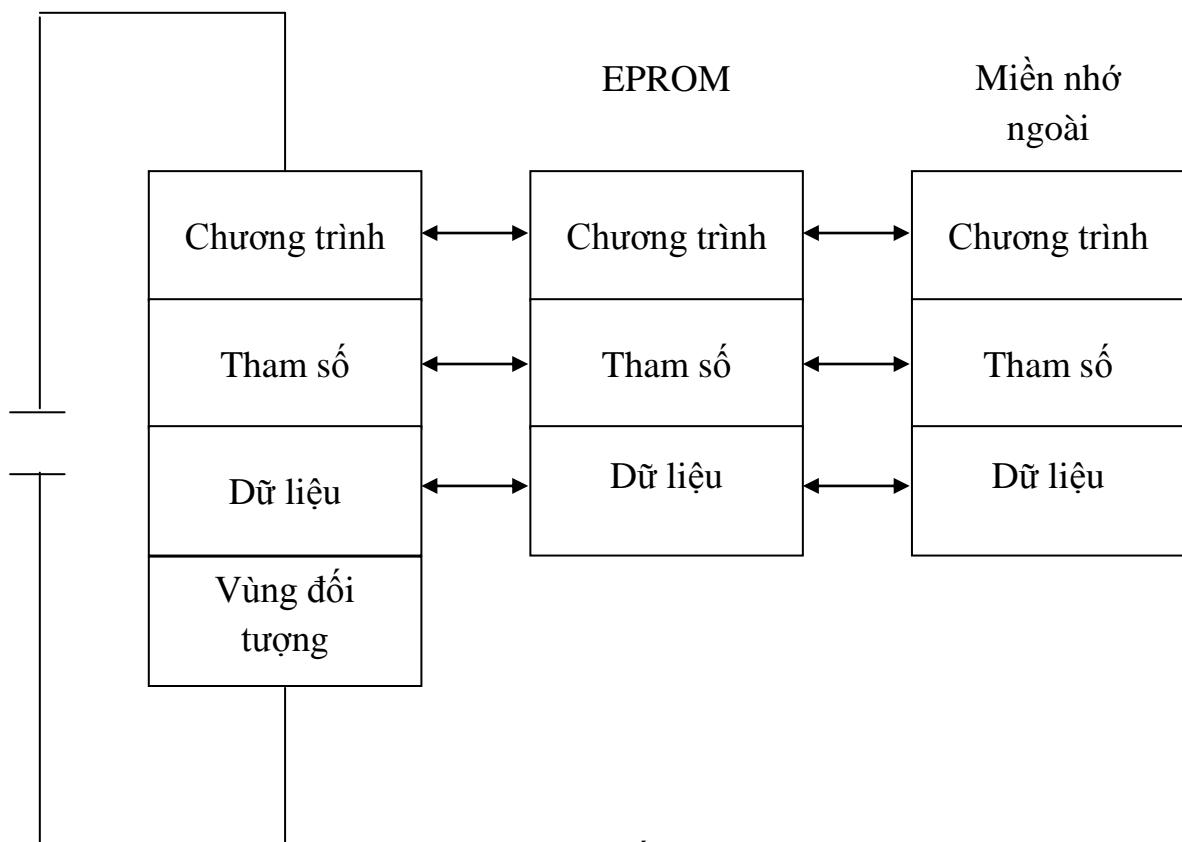 EPROM
Miền nhớ
ngoài
Chương trình
Chương trình
Chương trình
Tham số
Tham số
Tham số
Dữ liệu
Dữ liệu
Dữ liệu
Vùng đối
tượng